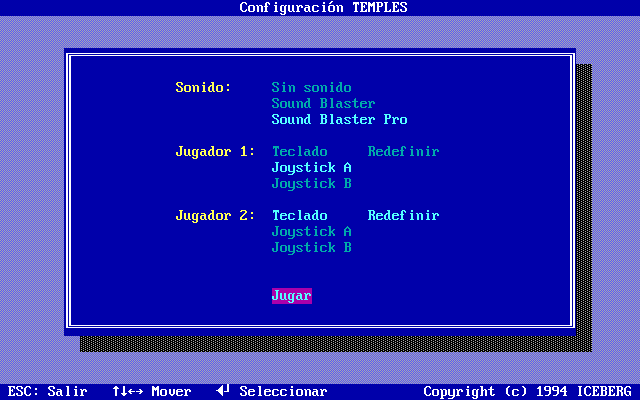 Configuración TEMPLES
Sonido: Sin sonido
Sound Blaster
Sound Blaster Pro
Jugador 1: Teclado Redefinir
Joystick A
Joystick B
Jugador 2: Teclado Redefinir
Joystick A
Joystick B
Jugar
ESC: Salir ↑↓←→ Mover ↵ Seleccionar Copyright (c) 1994 ICEBERG